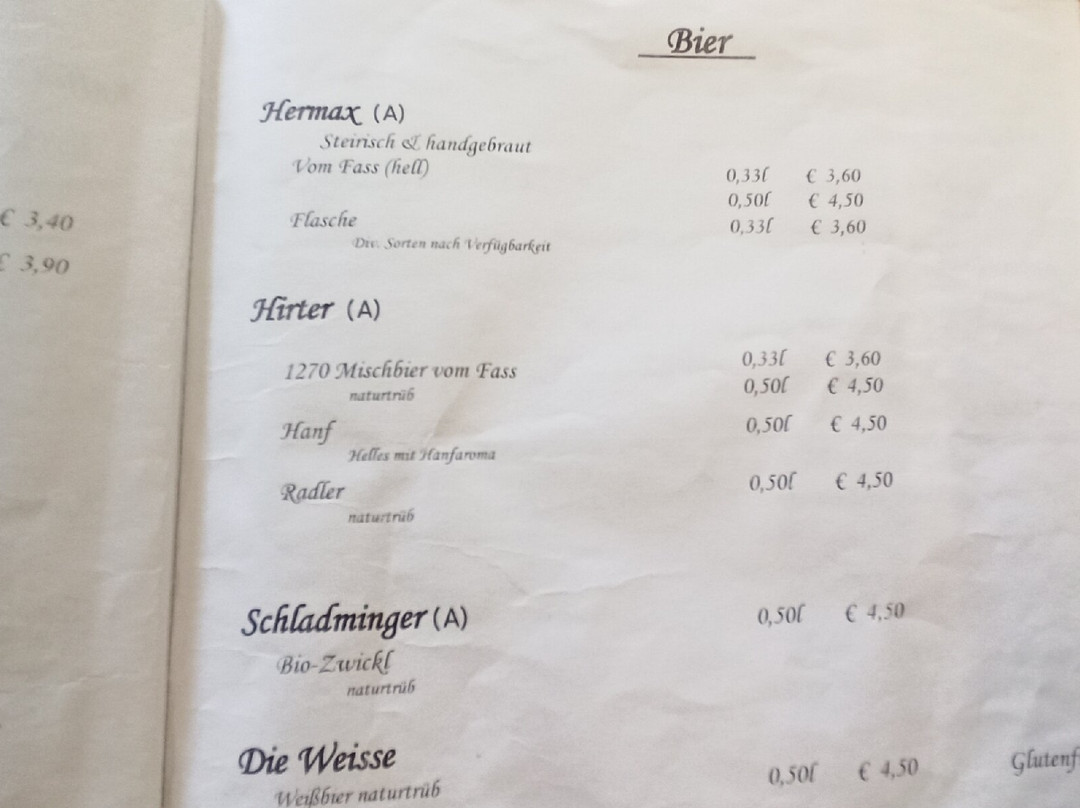 € 3,40
€ 3,90
Bier
Hermax (A)
Steirisch & handgebraut
Vom Fass (hell) 0,33l € 3,60
0,50l € 4,50
Flasche 0,33l € 3,60
Div. Sorten nach Verfügbarkeit
Hirter (A)
1270 Mischbier vom Fass 0,33l € 3,60
naturtrüb 0,50l € 4,50
Hanf 0,50l € 4,50
Helles mit Hanfaroma
Radler 0,50l € 4,50
naturtrüb
Schladminger (A) 0,50l € 4,50
Bio-Zwickl
naturtrüb
Die Weisse 0,50l € 4,50 Glutenf
Weißbier naturtrüb